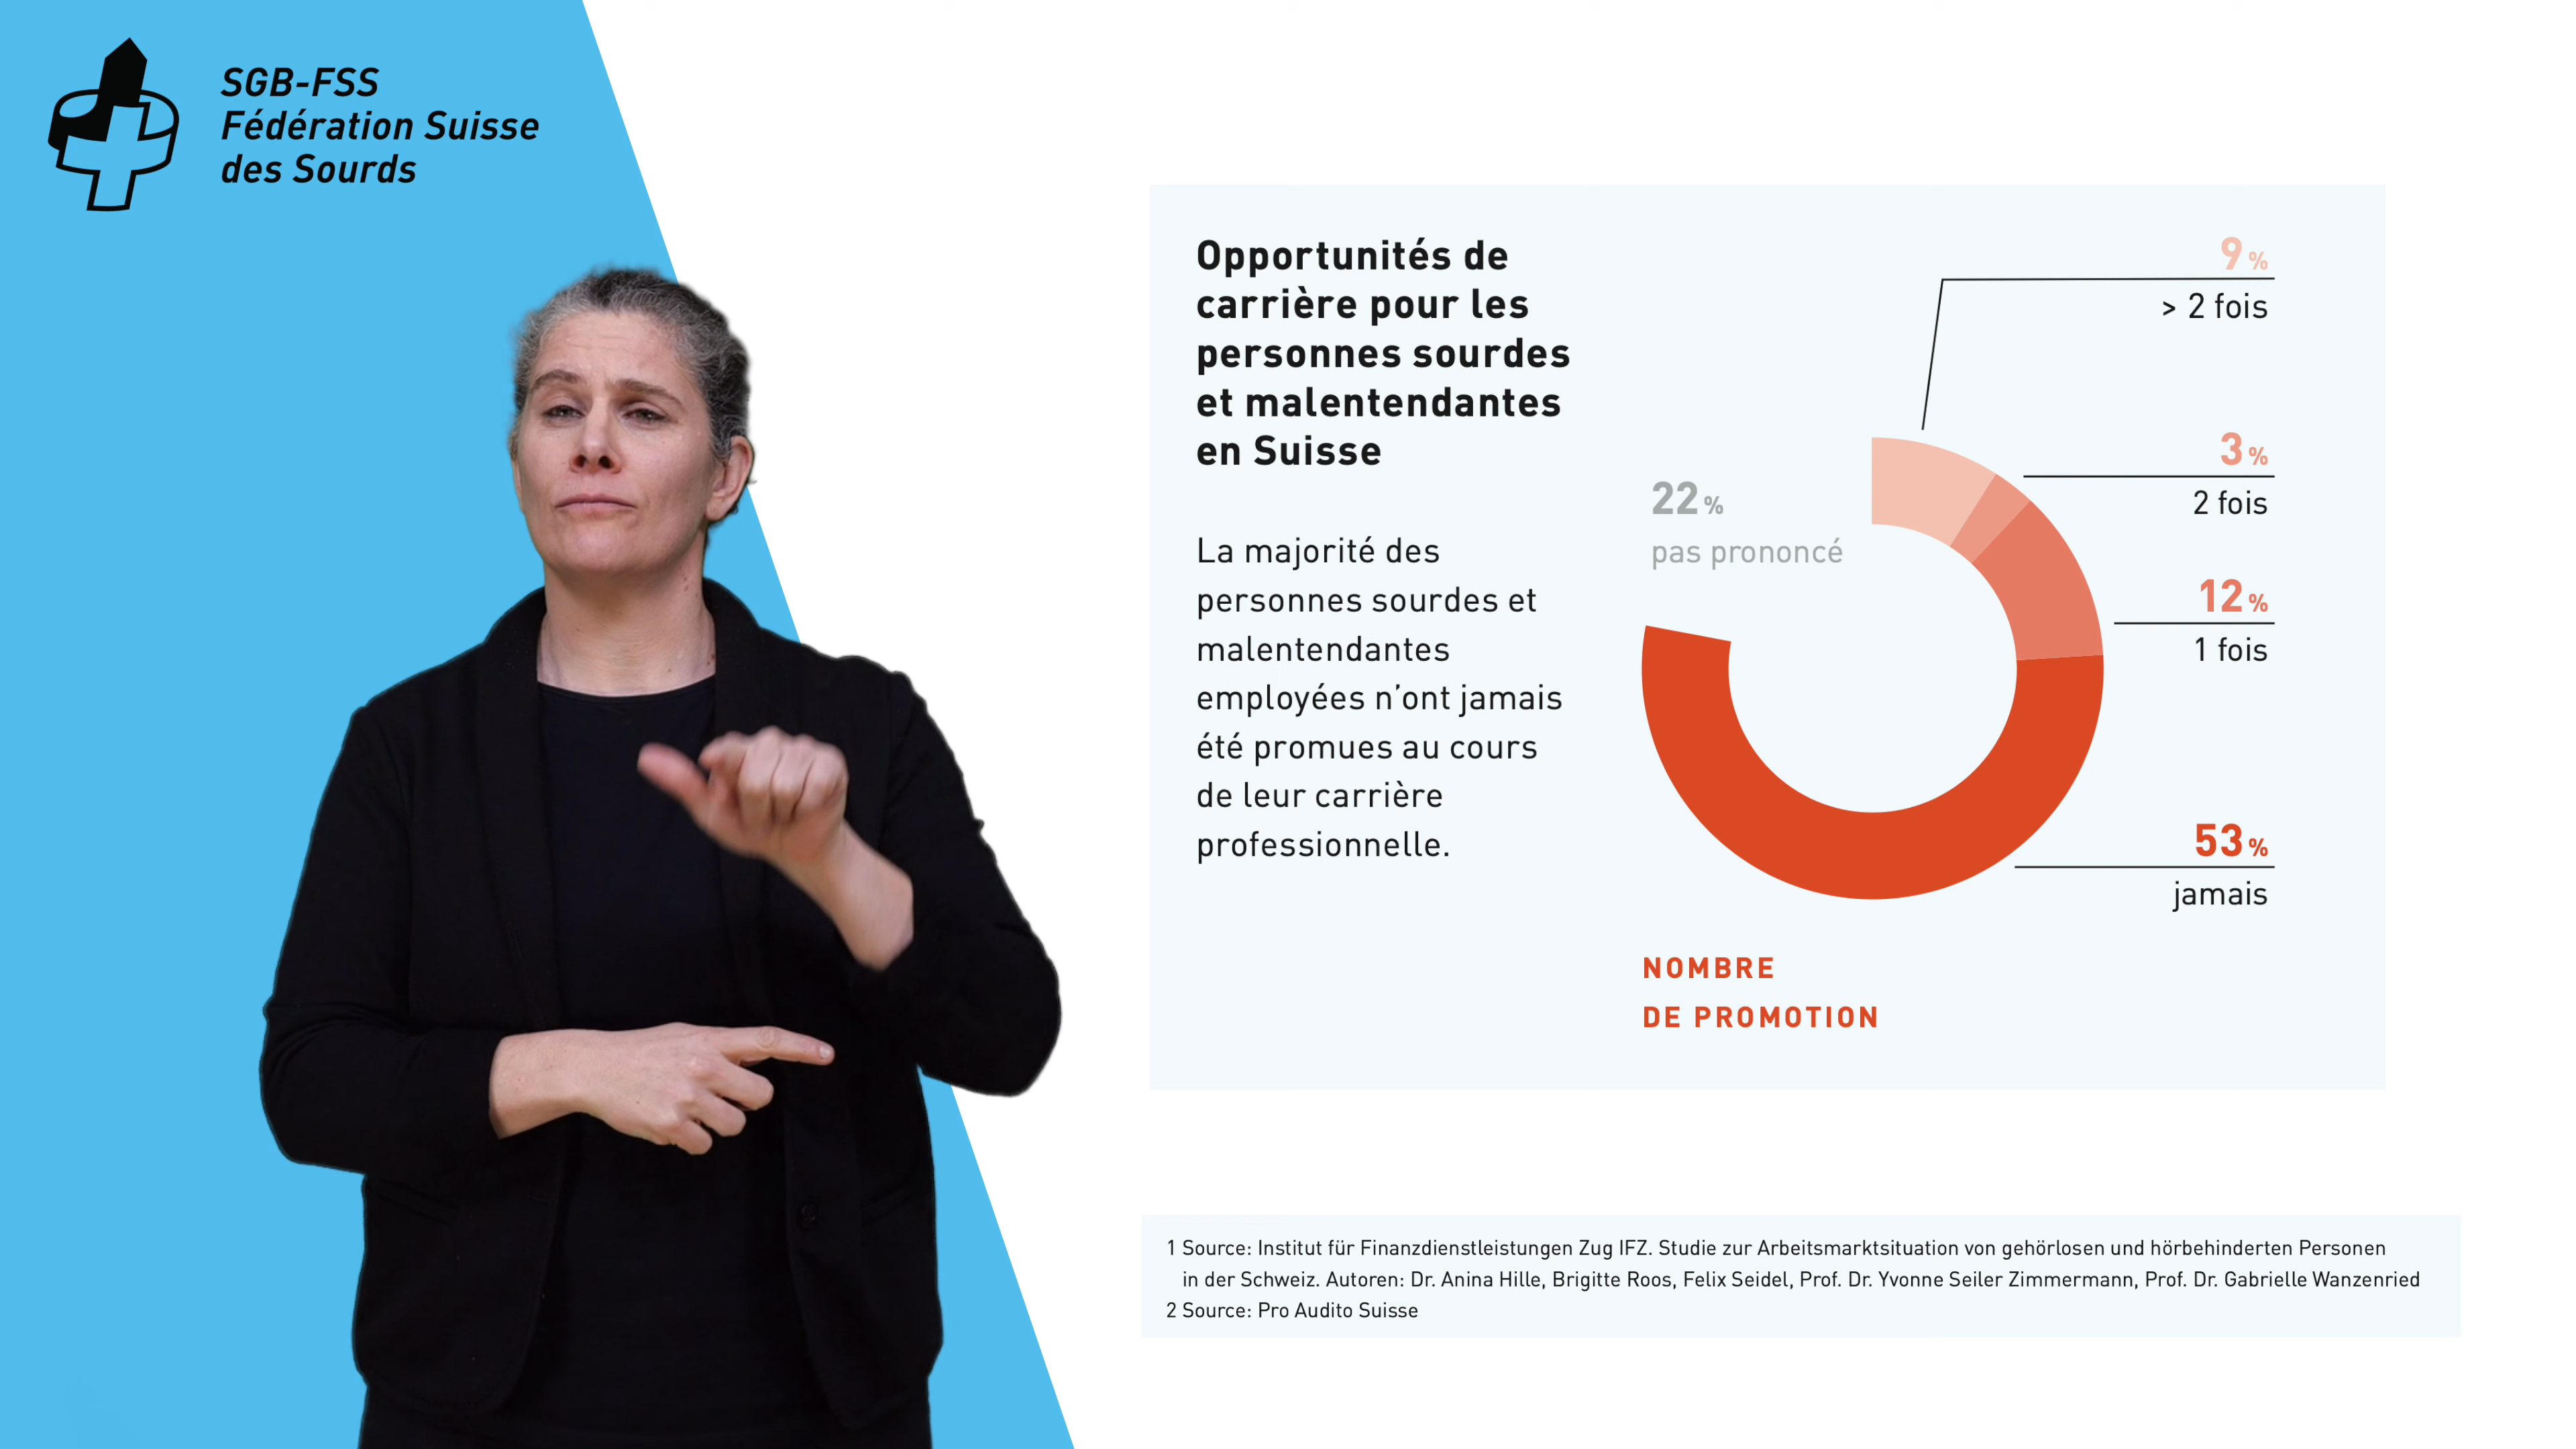 SGB-FSS
Fédération Suisse
des Sourds
Opportunités de
carrière pour les
personnes sourdes
et malentendantes
en Suisse
La majorité des
personnes sourdes et
malentendantes
employées n’ont jamais
été promues au cours
de leur carrière
professionnelle.
22 %
pas prononcé
9 %
> 2 fois
3 %
2 fois
12 %
1 fois
53 %
jamais
NOMBRE
DE PROMOTION
1 Source: Institut für Finanzdienstleistungen Zug IFZ. Studie zur Arbeitsmarktsituation von gehörlosen und hörbehinderten Personen
in der Schweiz. Autoren: Dr. Anina Hille, Brigitte Roos, Felix Seidel, Prof. Dr. Yvonne Seiler Zimmermann, Prof. Dr. Gabrielle Wanzenried
2 Source: Pro Audito Suisse